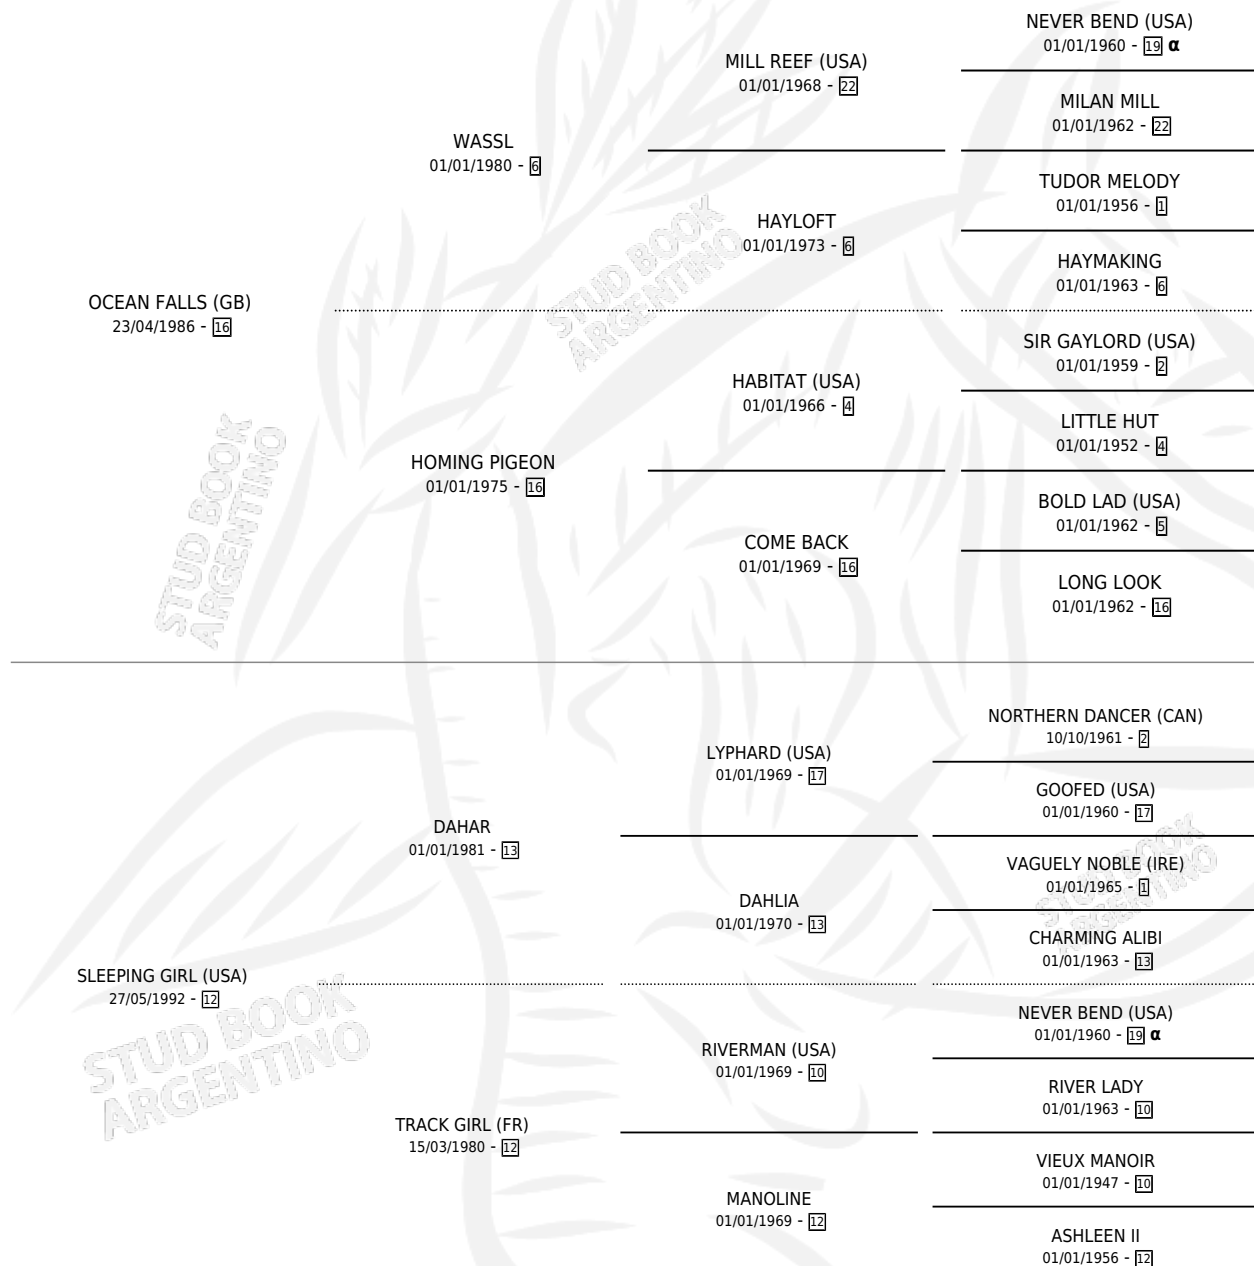 NEVER BEND (USA)
01/01/1960 - 19 α
MILL REEF (USA)
01/01/1968 - 22
MILAN MILL
01/01/1962 - 22
WASSL
01/01/1980 - 6
TUDOR MELODY
01/01/1956 - 1
HAYLOFT
01/01/1973 - 6
HAYMAKING
01/01/1963 - 6
OCEAN FALLS (GB)
23/04/1986 - 16
SIR GAYLORD (USA)
01/01/1959 - 2
HABITAT (USA)
01/01/1966 - 4
LITTLE HUT
01/01/1952 - 4
HOMING PIGEON
01/01/1975 - 16
BOLD LAD (USA)
01/01/1962 - 5
COME BACK
01/01/1969 - 16
LONG LOOK
01/01/1962 - 16
NORTHERN DANCER (CAN)
10/10/1961 - 2
LYPHARD (USA)
01/01/1969 - 17
GOOFED (USA)
01/01/1960 - 17
DAHAR
01/01/1981 - 13
VAGUELY NOBLE (IRE)
01/01/1965 - 1
DAHLIA
01/01/1970 - 13
CHARMING ALIBI
01/01/1963 - 13
SLEEPING GIRL (USA)
27/05/1992 - 12
NEVER BEND (USA)
01/01/1960 - 19 α
RIVERMAN (USA)
01/01/1969 - 10
RIVER LADY
01/01/1963 - 10
TRACK GIRL (FR)
15/03/1980 - 12
VIEUX MANOIR
01/01/1947 - 10
MANOLINE
01/01/1969 - 12
ASHLEEN II
01/01/1956 - 12
STUD BOOK
ARGENTINO
STUD BOOK
ARGENTINO
STUD BOOK
ARGENTINO
STUD BOOK
ARGENTINO